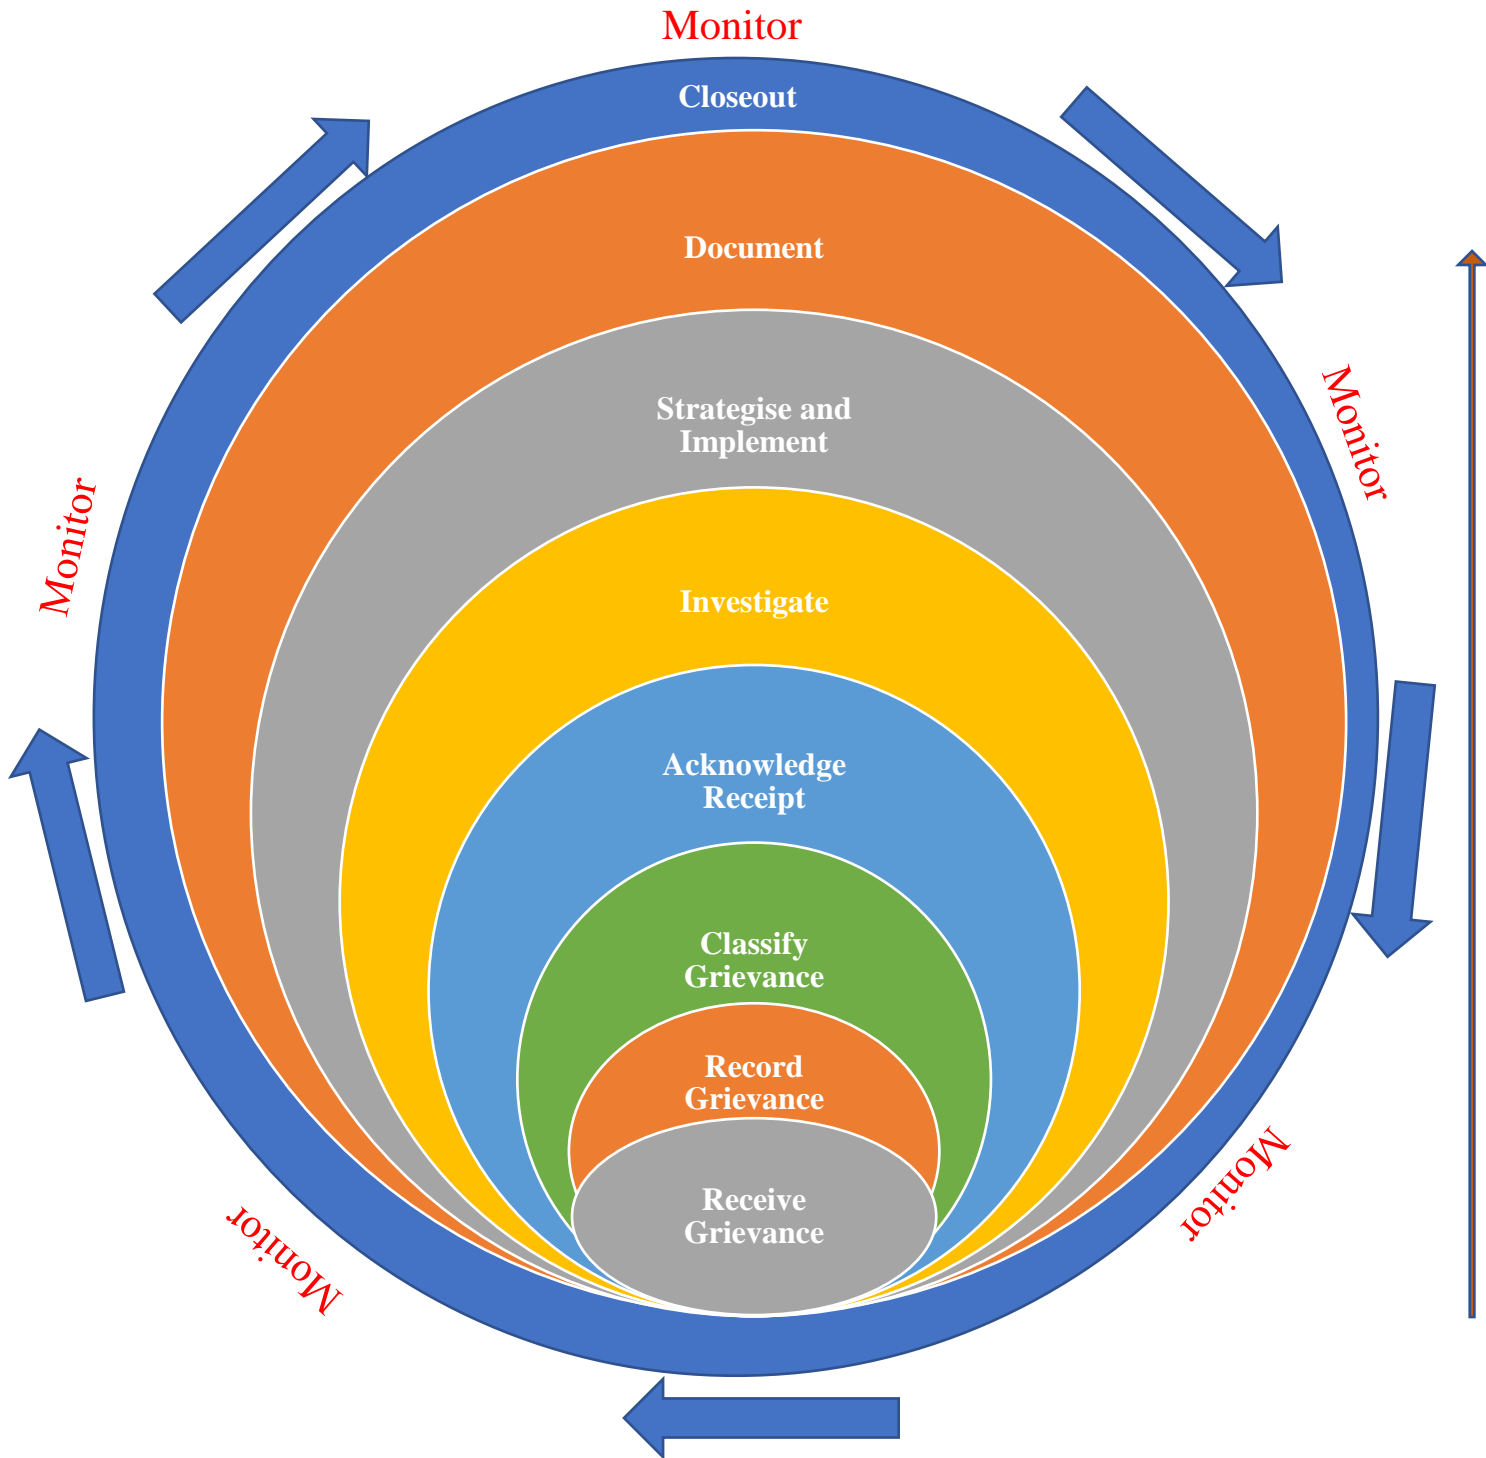 Monitor
Closeout
Document
Monitor
Strategise and
Implement
Monitor
Investigate
Acknowledge
Receipt
Classify
Grievance
Record
Grievance
Monitor
Receive
Grievance
Monitor